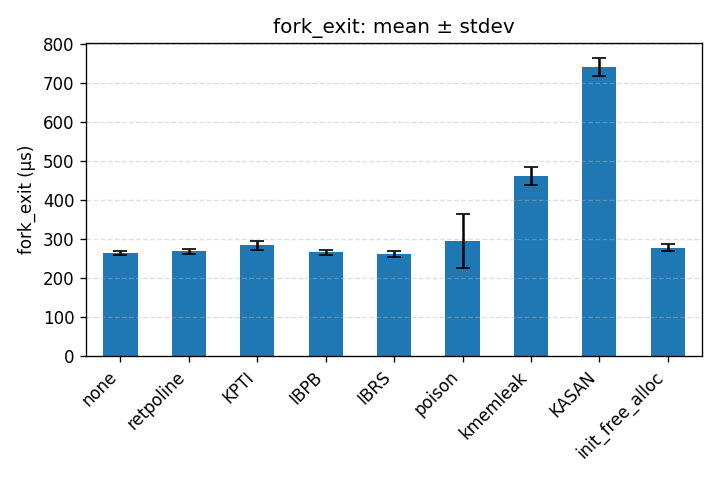 fork_exit: mean ± stdev
fork_exit (µs)
800
700
600
500
400
300
200
100
0
none
retpoline
KPTI
IBPB
IBRS
poison
kmemleak
KASAN
init_free_alloc